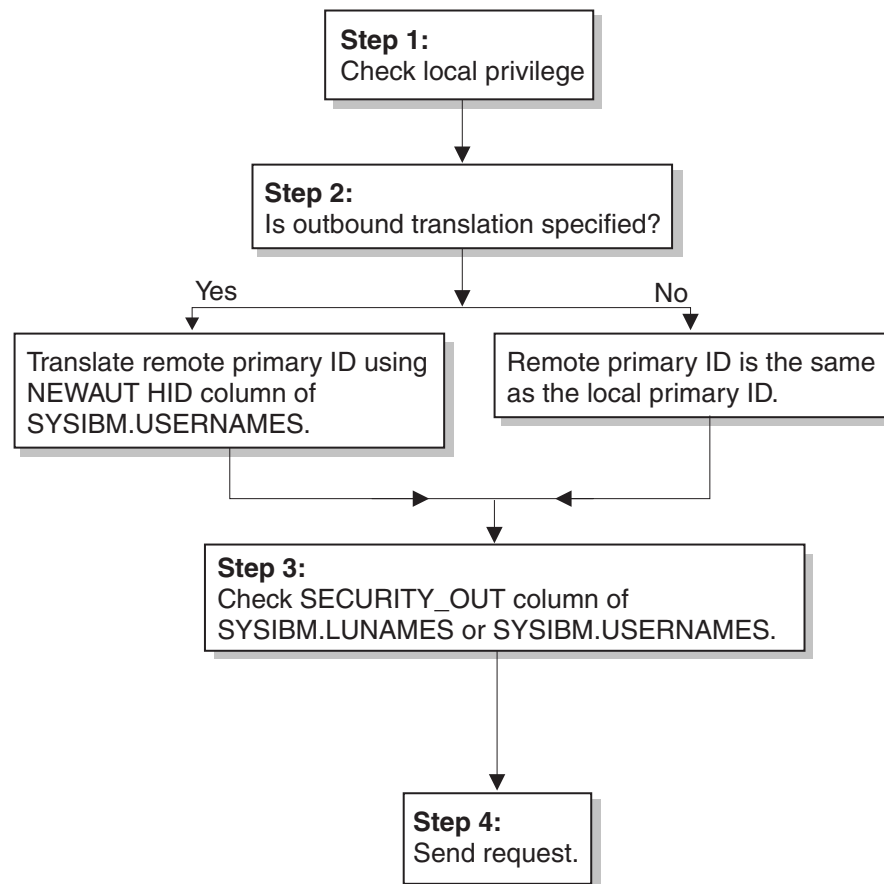 Step 1:
Check local privilege
Step 2:
Is outbound translation specified?
Yes
No
Translate remote primary ID using
NEWAUT HID column of
SYSIBM.USERNAMES.
Remote primary ID is the same
as the local primary ID.
Step 3:
Check SECURITY_OUT column of
SYSIBM.LUNAMES or SYSIBM.USERNAMES.
Step 4:
Send request.